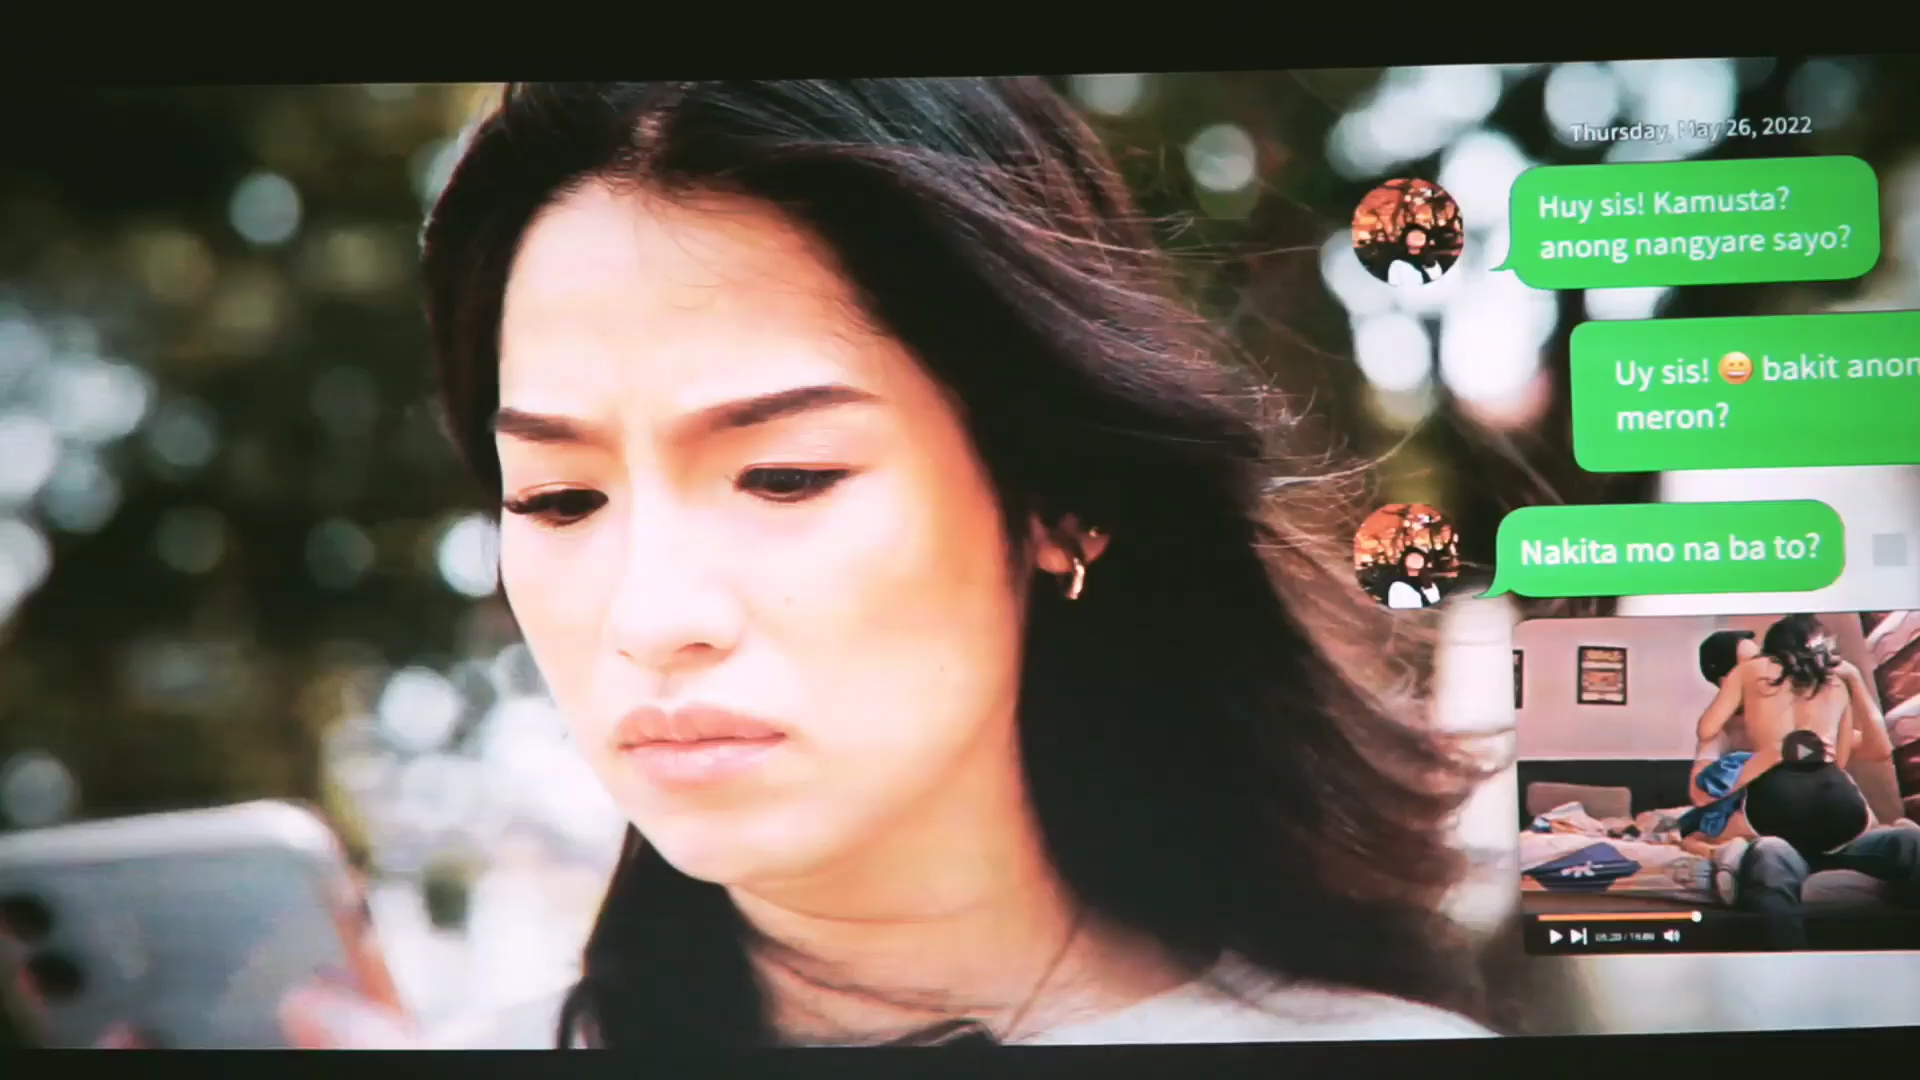 Thursday, May 26, 2022
Huy sis! Kamusta?
anong nangyare sayo?
Uy sis! 😀 bakit anon
meron?
Nakita mo na ba to?